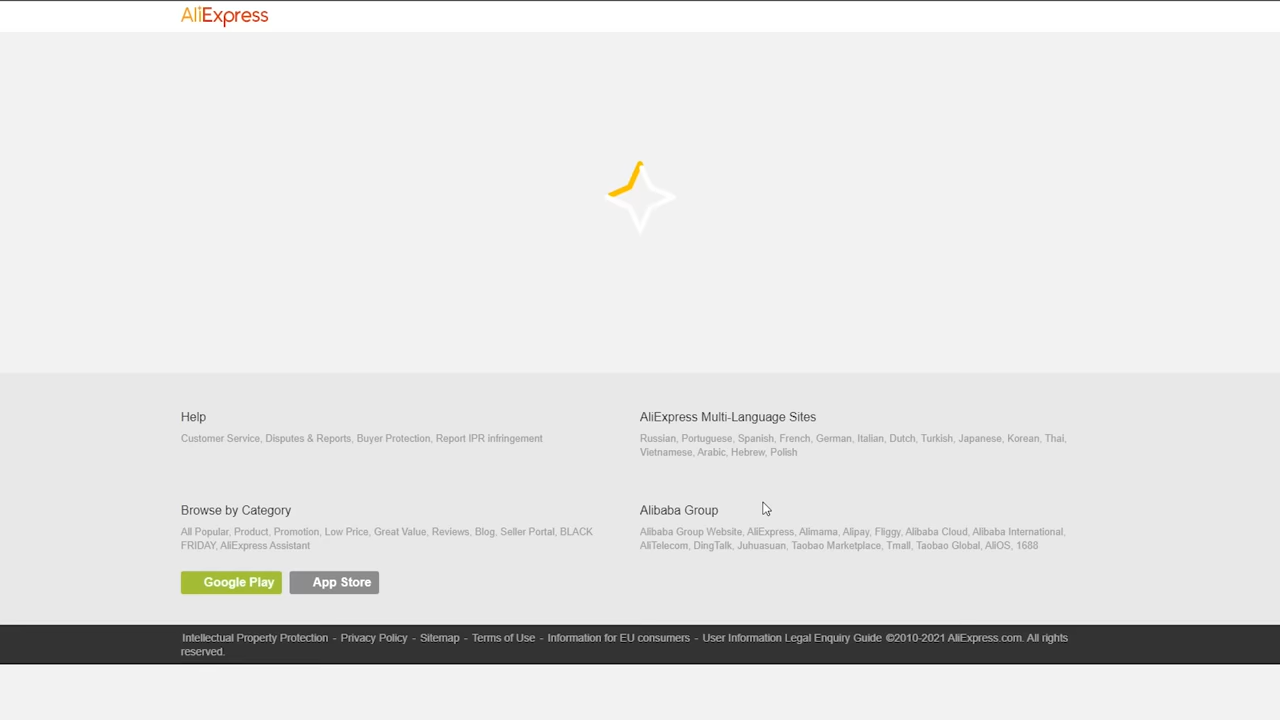 AliExpress
Help
Customer Service, Disputes & Reports, Buyer Protection, Report IPR infringement
AliExpress Multi-Language Sites
Russian, Portuguese, Spanish, French, German, Italian, Dutch, Turkish, Japanese, Korean, Thai,
Vietnamese, Arabic, Hebrew, Polish
Browse by Category
All Popular, Product, Promotion, Low Price, Great Value, Reviews, Blog, Seller Portal, BLACK
FRIDAY, AliExpress Assistant
Alibaba Group
Alibaba Group Website, AliExpress, Alimama, Alipay, Fliggy, Alibaba Cloud, Alibaba International,
AliTelecom, DingTalk, Juhuasuan, Taobao Marketplace, Tmall, Taobao Global, AliOS, 1688
Google Play
App Store
Intellectual Property Protection - Privacy Policy - Sitemap - Terms of Use - Information for EU consumers - User Information Legal Enquiry Guide ©2010-2021 AliExpress.com. All rights
reserved.